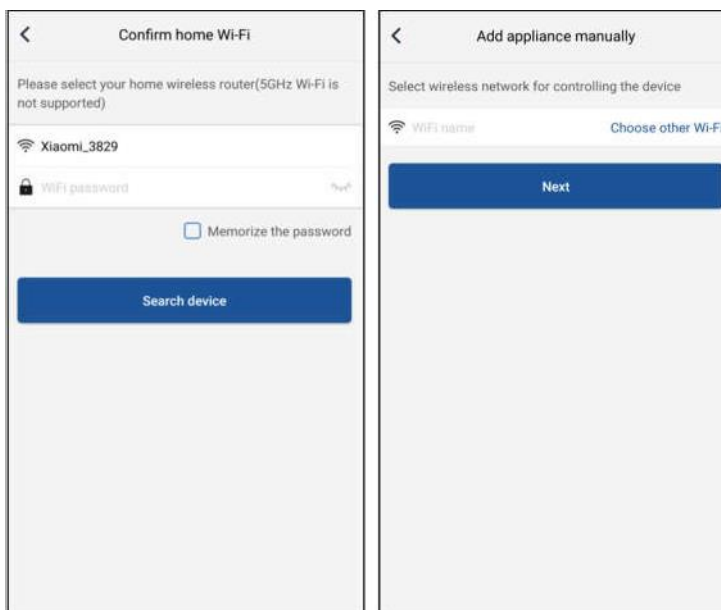 Confirm home Wi-Fi
Please select your home wireless router(5GHz Wi-Fi is
not supported)
Xiaomi_3829
WiFi password
Memorize the password
Search device
Add appliance manually
Select wireless network for controlling the device
WiFi name
Choose other Wi-Fi
Next